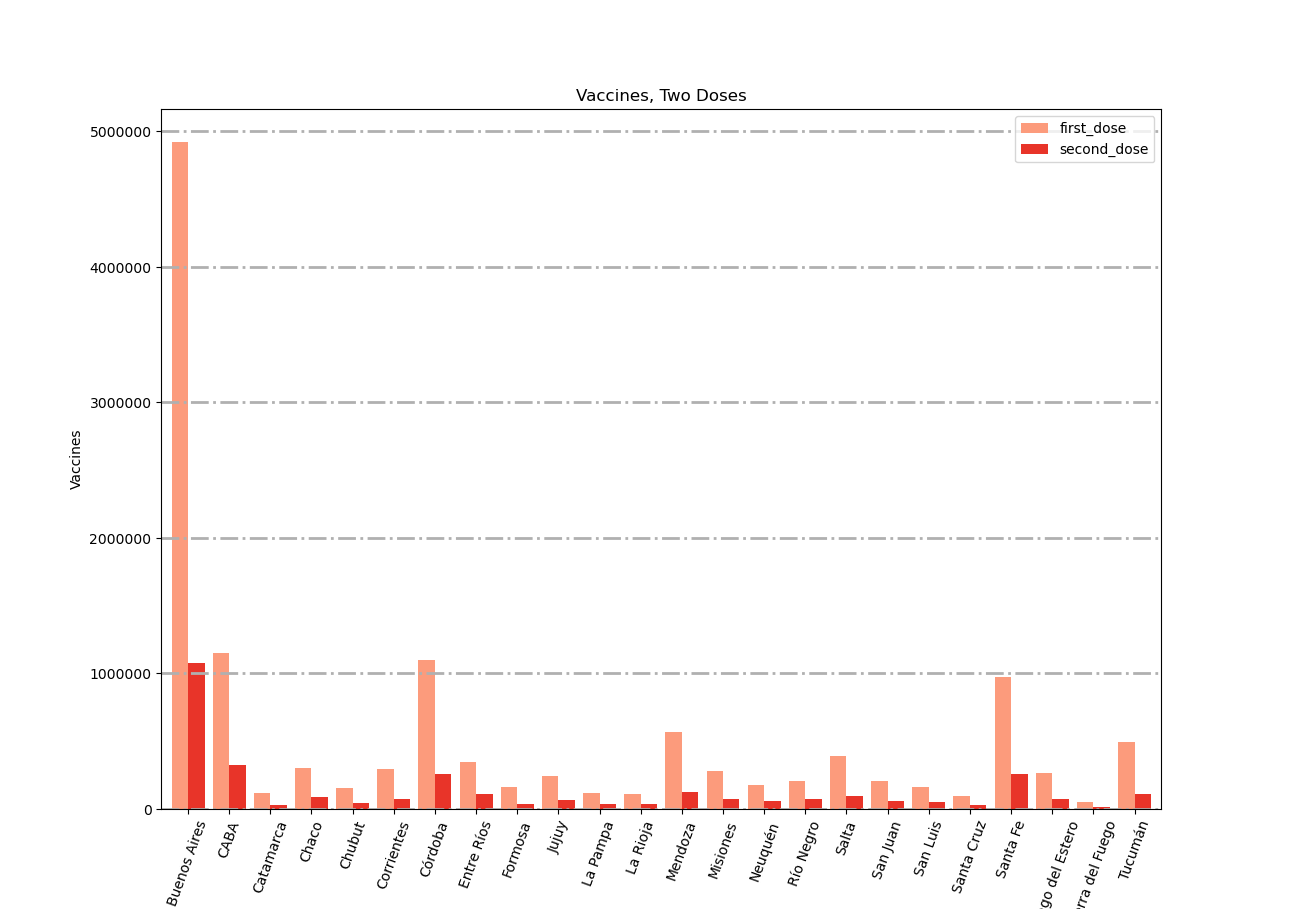 Vaccines, Two Doses
first_dose
second_dose
Vaccines
5000000
4000000
3000000
2000000
1000000
0
Buenos Aires
CABA
Catamarca
Chaco
Chubut
Corrientes
Córdoba
Entre Ríos
Formosa
Jujuy
La Pampa
La Rioja
Mendoza
Misiones
Neuquén
Río Negro
Salta
San Juan
San Luis
Santa Cruz
Santa Fe
del Estero
del Fuego
Tucumán